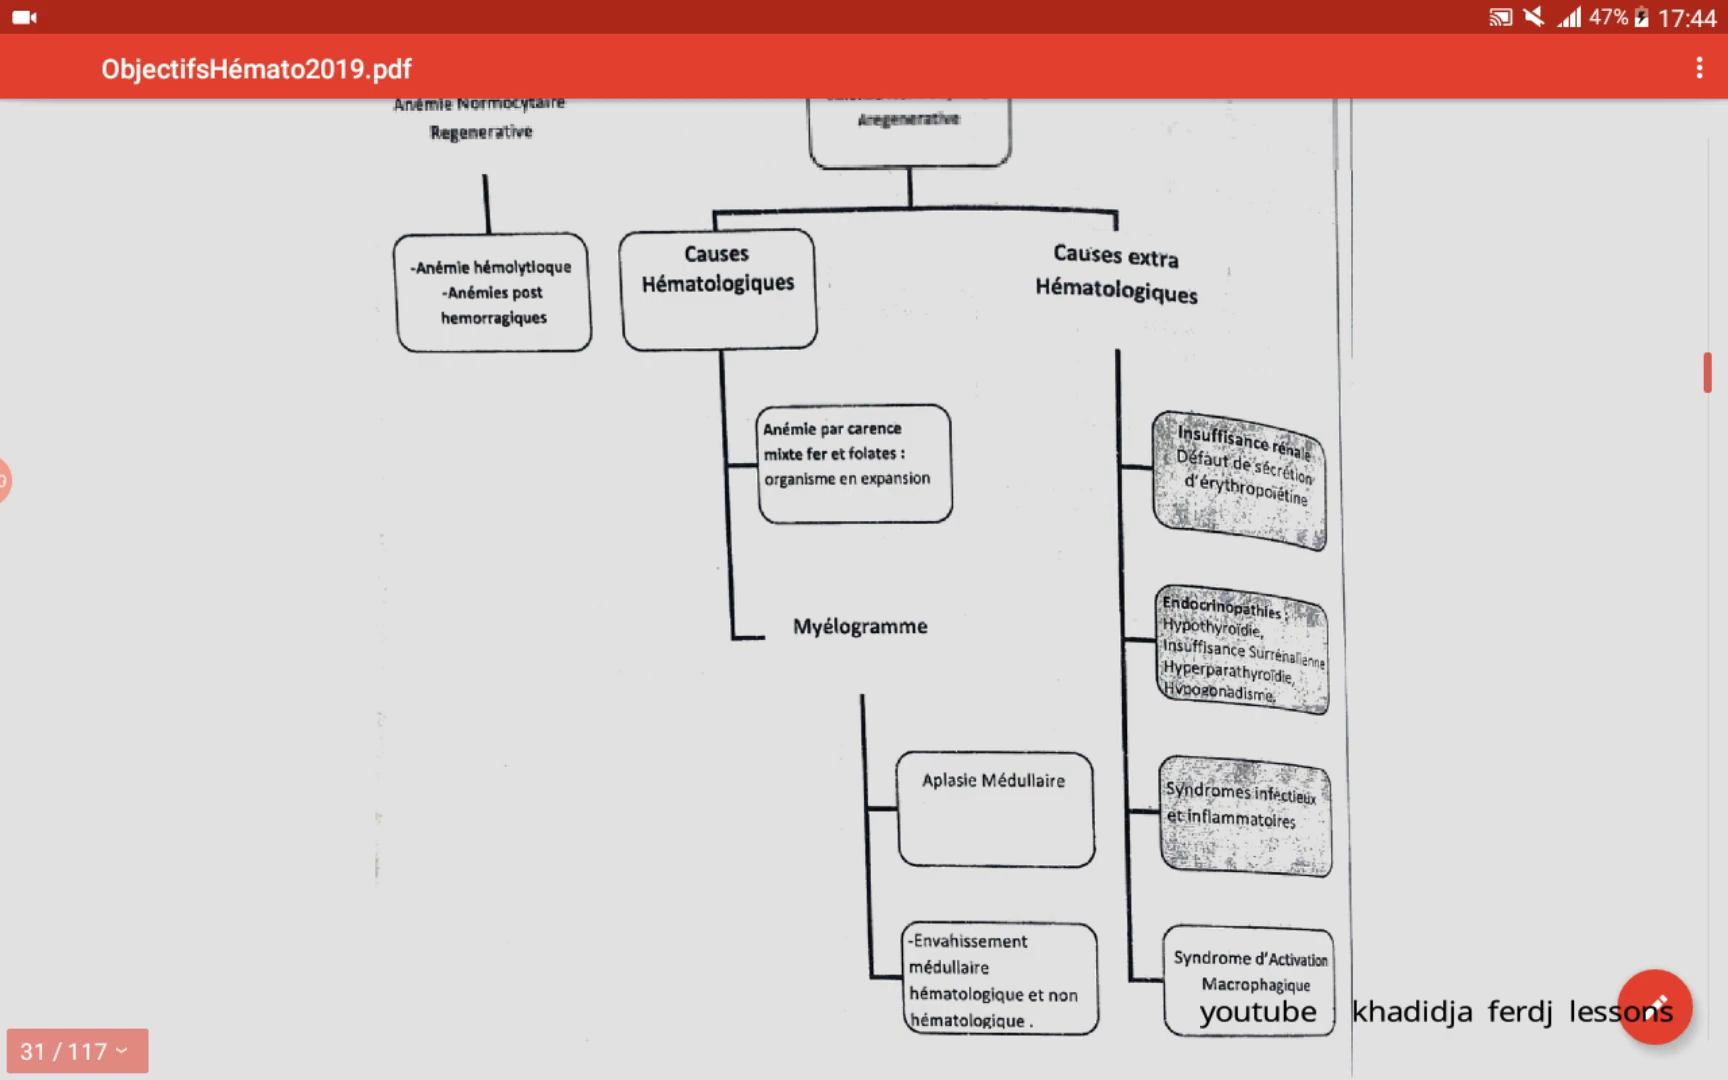 47% 17:44
ObjectifsHémato2019.pdf
Anémie Normocytaire
Regenerative
Aregenerative
-Anémie hémolytioque
-Anémies post
hemorragiques
Causes
Hématologiques
Causes extra
Hématologiques
Anémie par carence
mixte fer et folates :
organisme en expansion
Myélogramme
Aplasie Médullaire
-Envahissement
médullaire
hématologique et non
hématologique .
Insuffisance rénale
Défaut de sécrétion
d'érythropoïétine
Endocrinopathies :
Hypothyroïdie,
Insuffisance Surrénalienne
Hyperparathyroïdie,
Hypogonadisme,
Syndromes infectieux
et inflammatoires
Syndrome d'Activation
Macrophagique
youtube : khadidja ferdj lessons
31 / 117